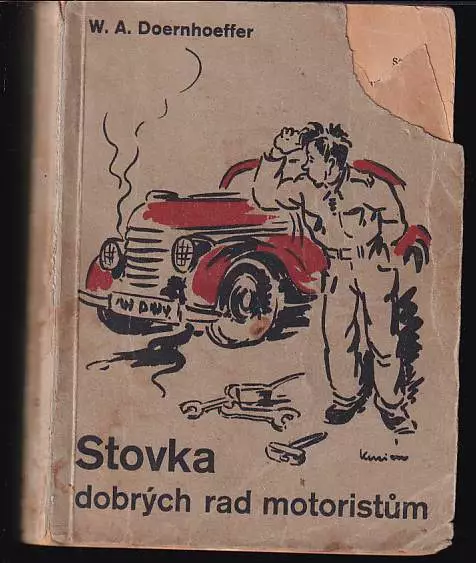 W. A. Doernhoeffer
Stovka
dobrých rad motoristům